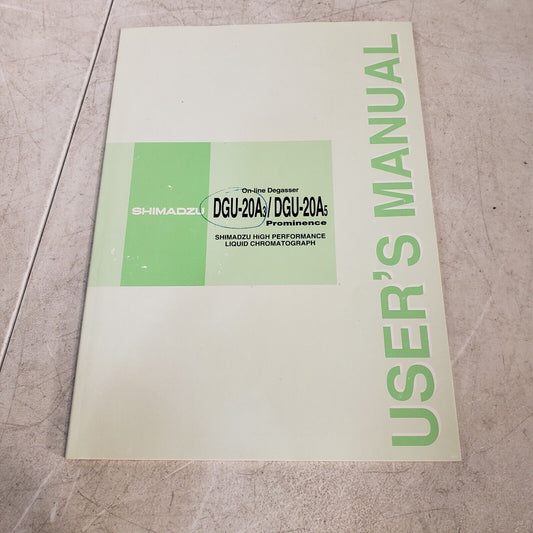 USER'S MANUAL
SHIMADZU
On-line Degasser
DGU-20A3/DGU-20A5
Prominence
SHIMADZU HIGH PERFORMANCE
LIQUID CHROMATOGRAPH